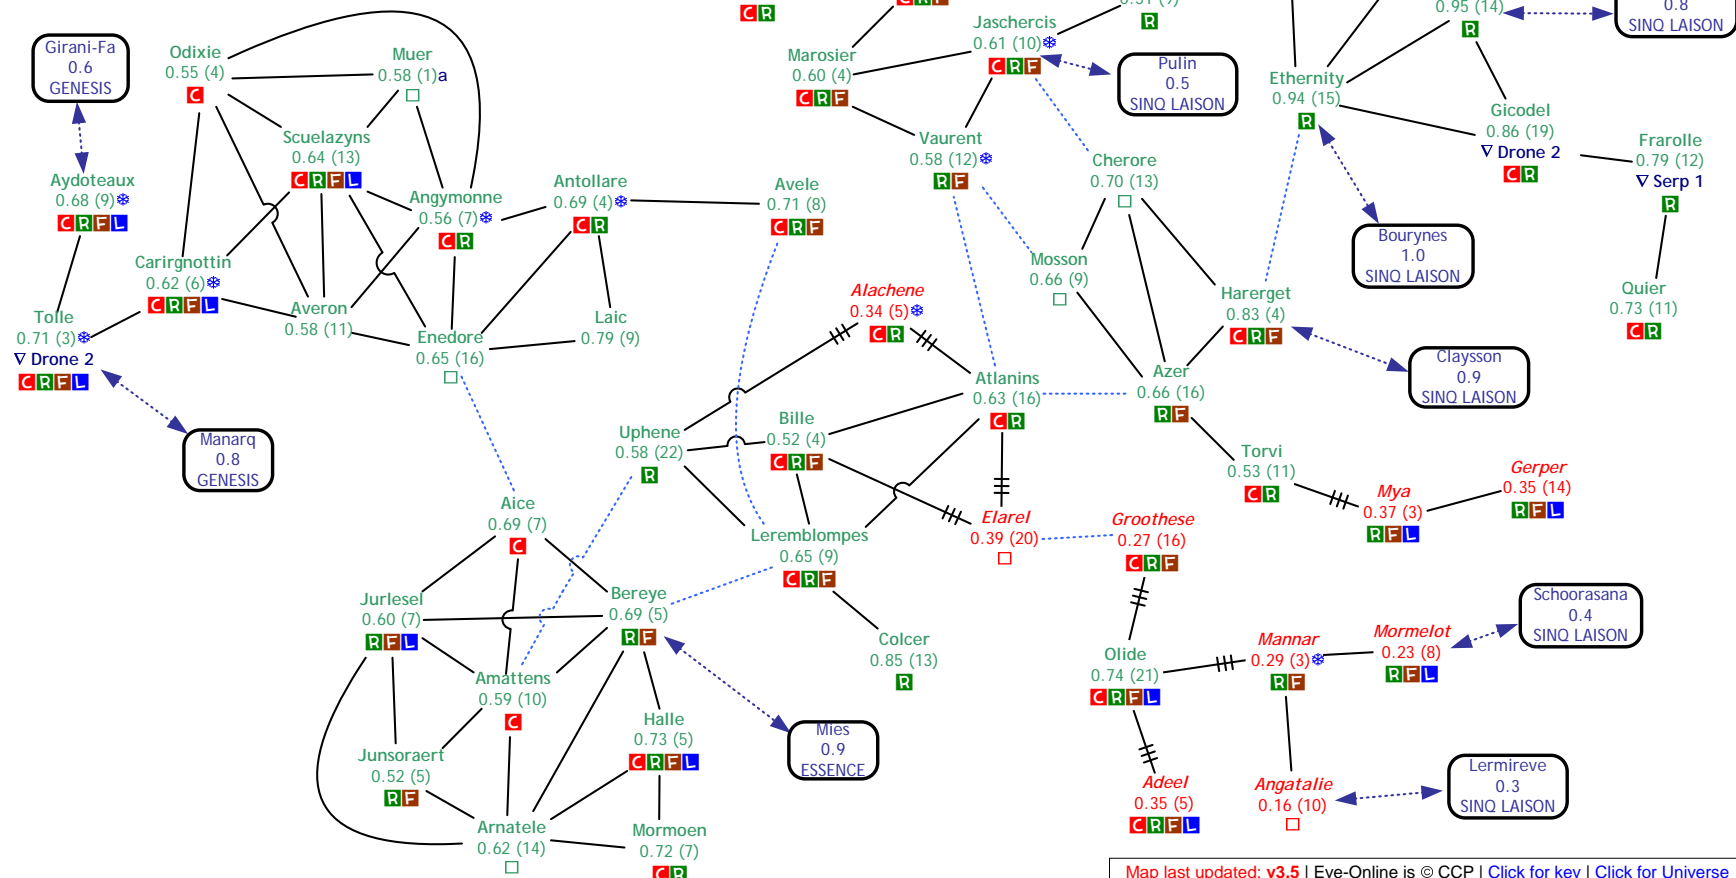 0.95 (14)
R
0.8
SINQ LAISON
C R
R
Jaschercis
0.61 (10)❄
C R F
Girani-Fa
0.6
GENESIS
Odixie
0.55 (4)
C
Muer
0.58 (1)a
Marosier
0.60 (4)
C R F
Pulin
0.5
SINQ LAISON
Ethernity
0.94 (15)
R
Gicodel
0.86 (19)
∇ Drone 2
C R
Frarolle
0.79 (12)
∇ Serp 1
R
Scuelazyns
0.64 (13)
C R F L
Vaurent
0.58 (12)❄
R F
Cherore
0.70 (13)
Aydoteaux
0.68 (9)❄
C R F L
Angymonne
0.56 (7)❄
C R
Antollare
0.69 (4)❄
C R
Avele
0.71 (8)
C R F
Bourynes
1.0
SINQ LAISON
Carirgnottin
0.62 (6)❄
C R F L
Mosson
0.66 (9)
Alachene
0.34 (5)❄
C R
Harerget
0.83 (4)
C R F
Quier
0.73 (11)
C R
Tolle
0.71 (3)❄
∇ Drone 2
C R F L
Averon
0.58 (11)
Enedore
0.65 (16)
Laic
0.79 (9)
Claysson
0.9
SINQ LAISON
Atlanins
0.63 (16)
C R
Azer
0.66 (16)
R F
Manarq
0.8
GENESIS
Uphene
0.58 (22)
R
Bille
0.52 (4)
C R F
Torvi
0.53 (11)
C R
Mya
0.37 (3)
R F L
Gerper
0.35 (14)
R F L
Aice
0.69 (7)
C
Leremblompes
0.65 (9)
C R F
Elarel
0.39 (20)
Groothese
0.27 (16)
C R F
Jurlesel
0.60 (7)
R F L
Bereye
0.69 (5)
R F
Schoorasana
0.4
SINQ LAISON
Colcer
0.85 (13)
R
Olide
0.74 (21)
C R F L
Mannar
0.29 (3)❄
R F
Mormelot
0.23 (8)
R F L
Amattens
0.59 (10)
C
Halle
0.73 (5)
C R F L
Mies
0.9
ESSENCE
Junsoraert
0.52 (5)
R F
Adeel
0.35 (5)
C R F L
Angatalie
0.16 (10)
Lermireve
0.3
SINQ LAISON
Arnatele
0.62 (14)
Mormoen
0.72 (7)
C R
Map last updated: v3.5 | Eve-Online is © CCP | Click for key | Click for Universe